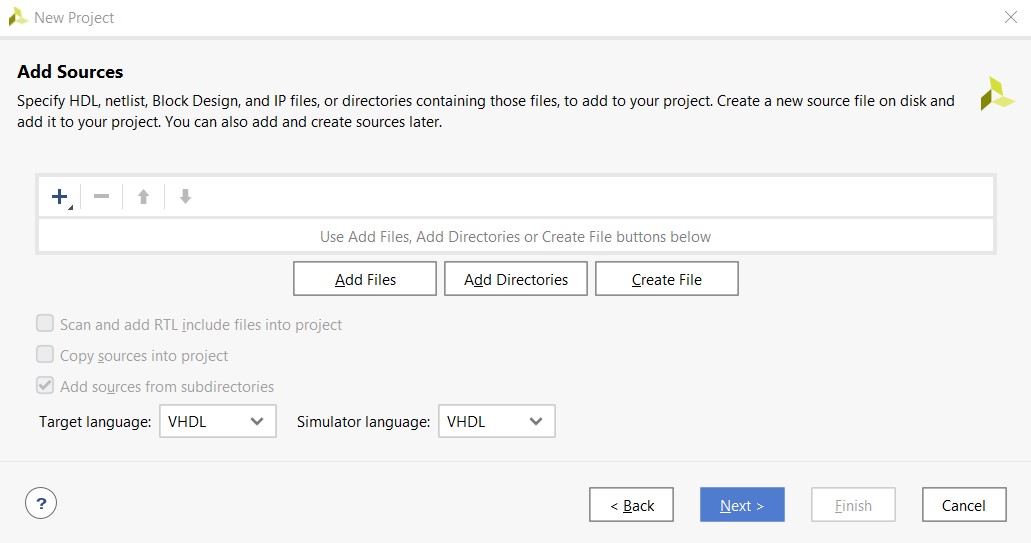 New Project
Add Sources
Specify HDL, netlist, Block Design, and IP files, or directories containing those files, to add to your project. Create a new source file on disk and
add it to your project. You can also add and create sources later.
Use Add Files, Add Directories or Create File buttons below
Add Files Add Directories Create File
Scan and add RTL include files into project
Copy sources into project
Add sources from subdirectories
Target language: VHDL Simulator language: VHDL
? < Back Next > Finish Cancel